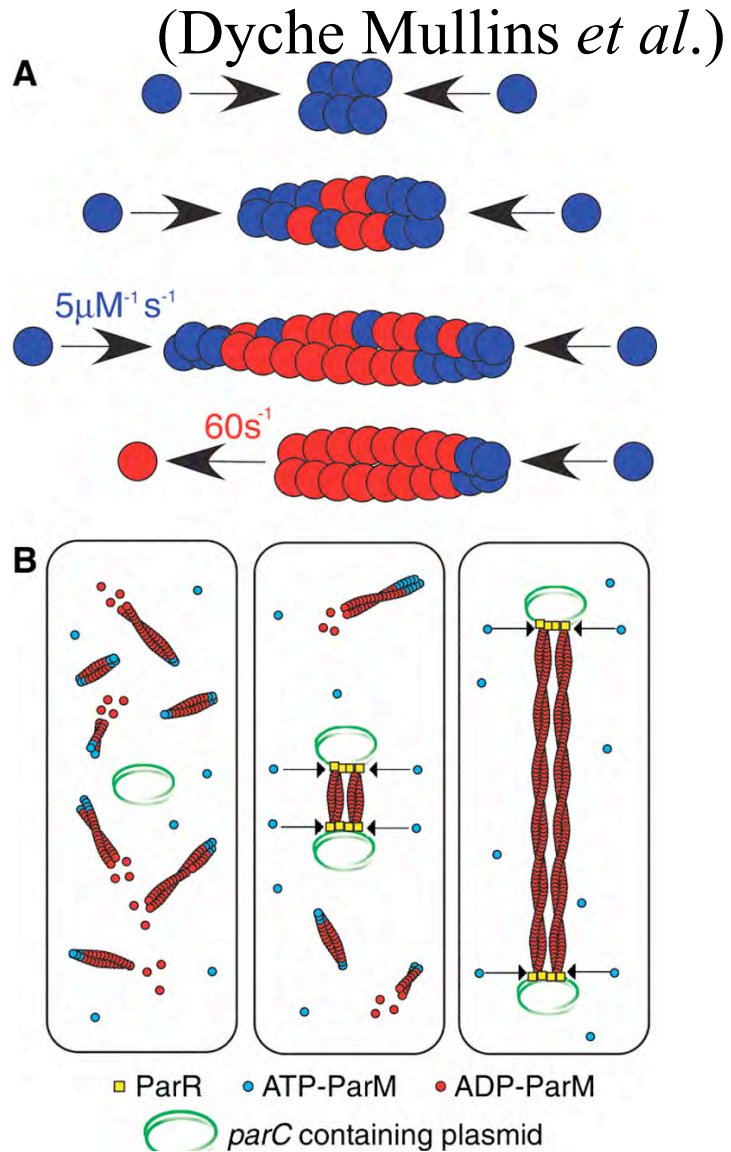 (Dyche Mullins et al.)
A
5μM⁻¹ s⁻¹
60s⁻¹
B
ParR ATP-ParM ADP-ParM
parC containing plasmid